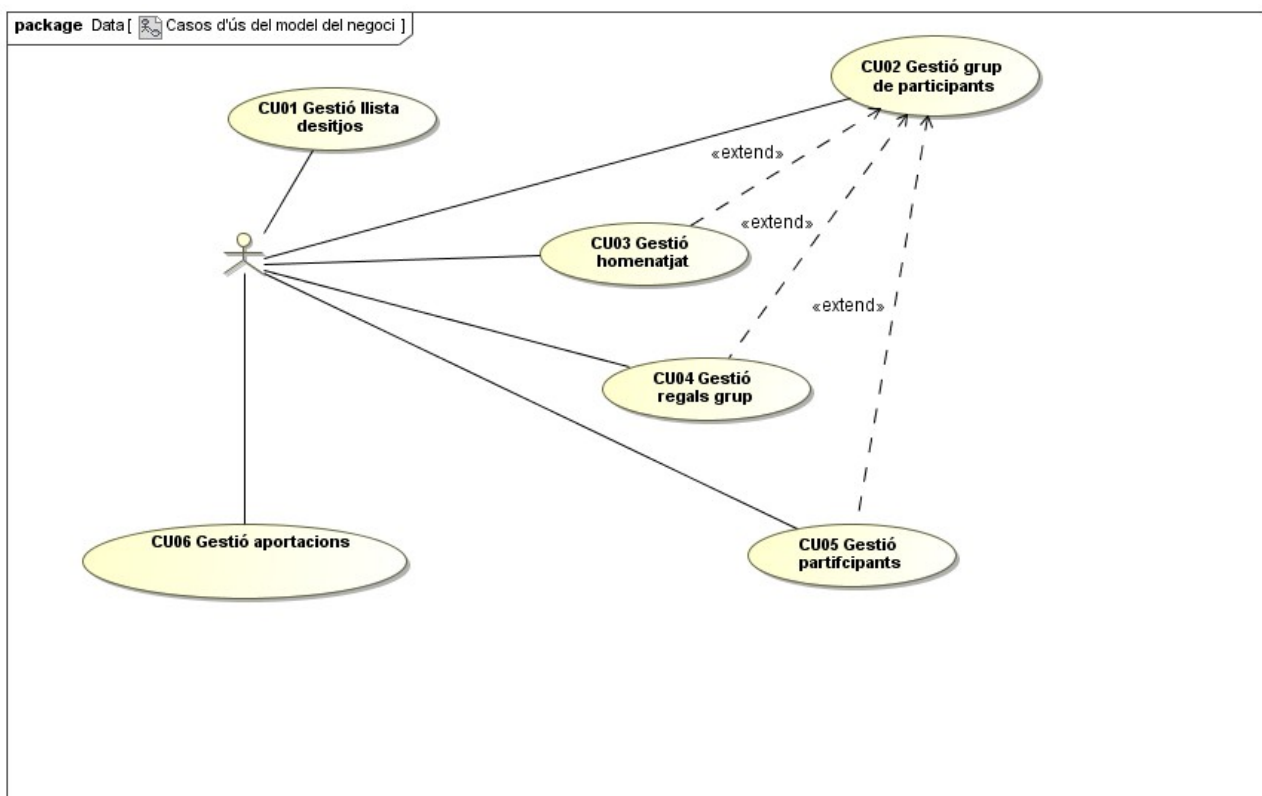 package Data [ Casos d'ús del model del negoci ]
CU02 Gestió grup
de participants
CU01 Gestió llista
desitjos
«extend»
«extend»
CU03 Gestió
homenatjat
«extend»
CU04 Gestió
regals grup
CU06 Gestió aportacions
CU05 Gestió
partifcipants